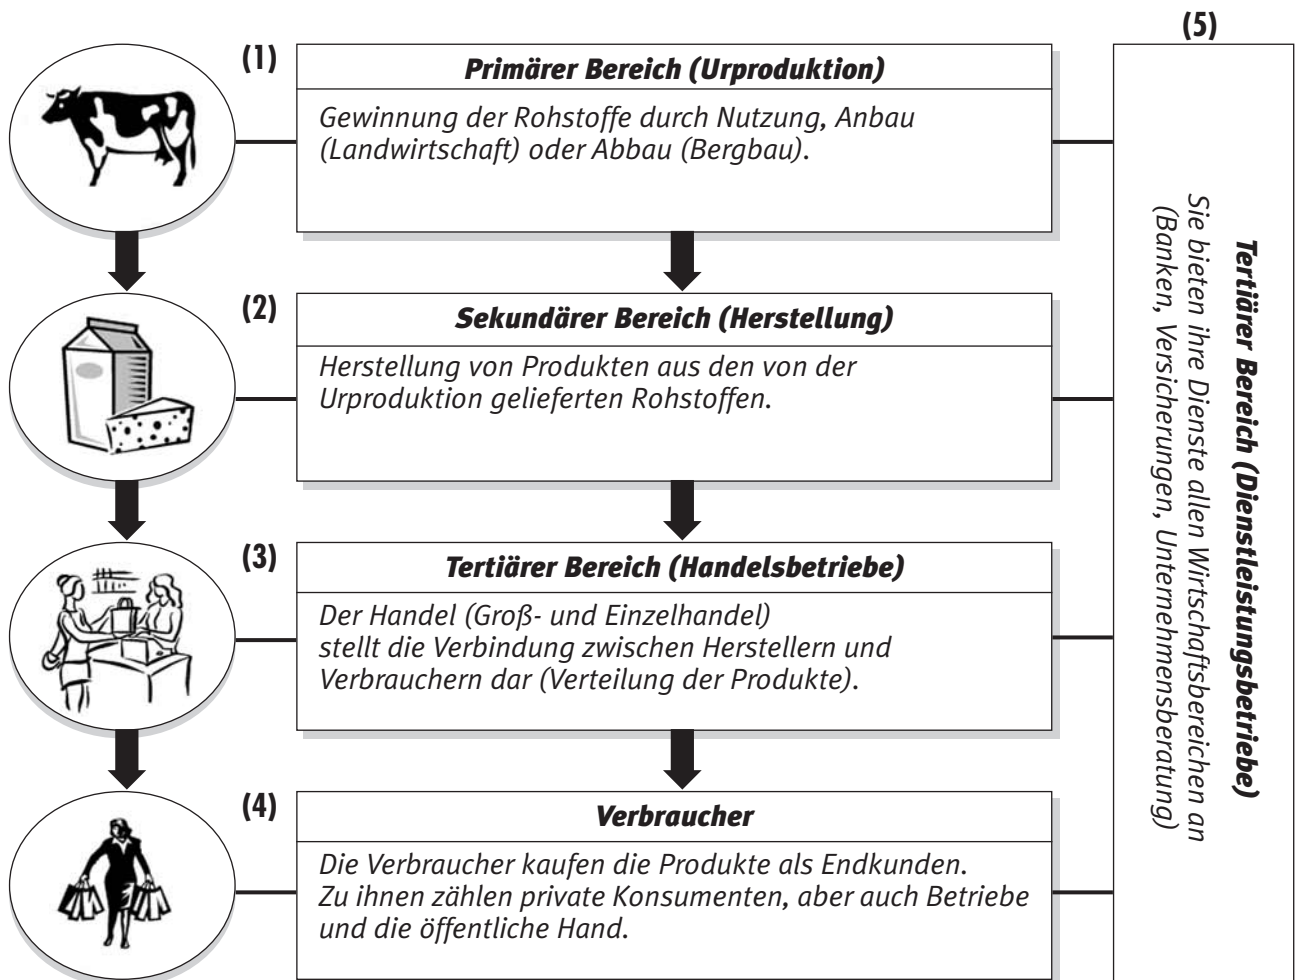 (1)
Primärer Bereich (Urproduktion)
Gewinnung der Rohstoffe durch Nutzung, Anbau
(Landwirtschaft) oder Abbau (Bergbau).
(2)
Sekundärer Bereich (Herstellung)
Herstellung von Produkten aus den von der
Urproduktion gelieferten Rohstoffen.
(3)
Tertiärer Bereich (Handelsbetriebe)
Der Handel (Groß- und Einzelhandel)
stellt die Verbindung zwischen Herstellern und
Verbrauchern dar (Verteilung der Produkte).
(4)
Verbraucher
Die Verbraucher kaufen die Produkte als Endkunden.
Zu ihnen zählen private Konsumenten, aber auch Betriebe
und die öffentliche Hand.
(5)
Tertiärer Bereich (Dienstleistungsbetriebe)
Sie bieten ihre Dienste allen Wirtschaftsbereichen an
(Banken, Versicherungen, Unternehmensberatung)